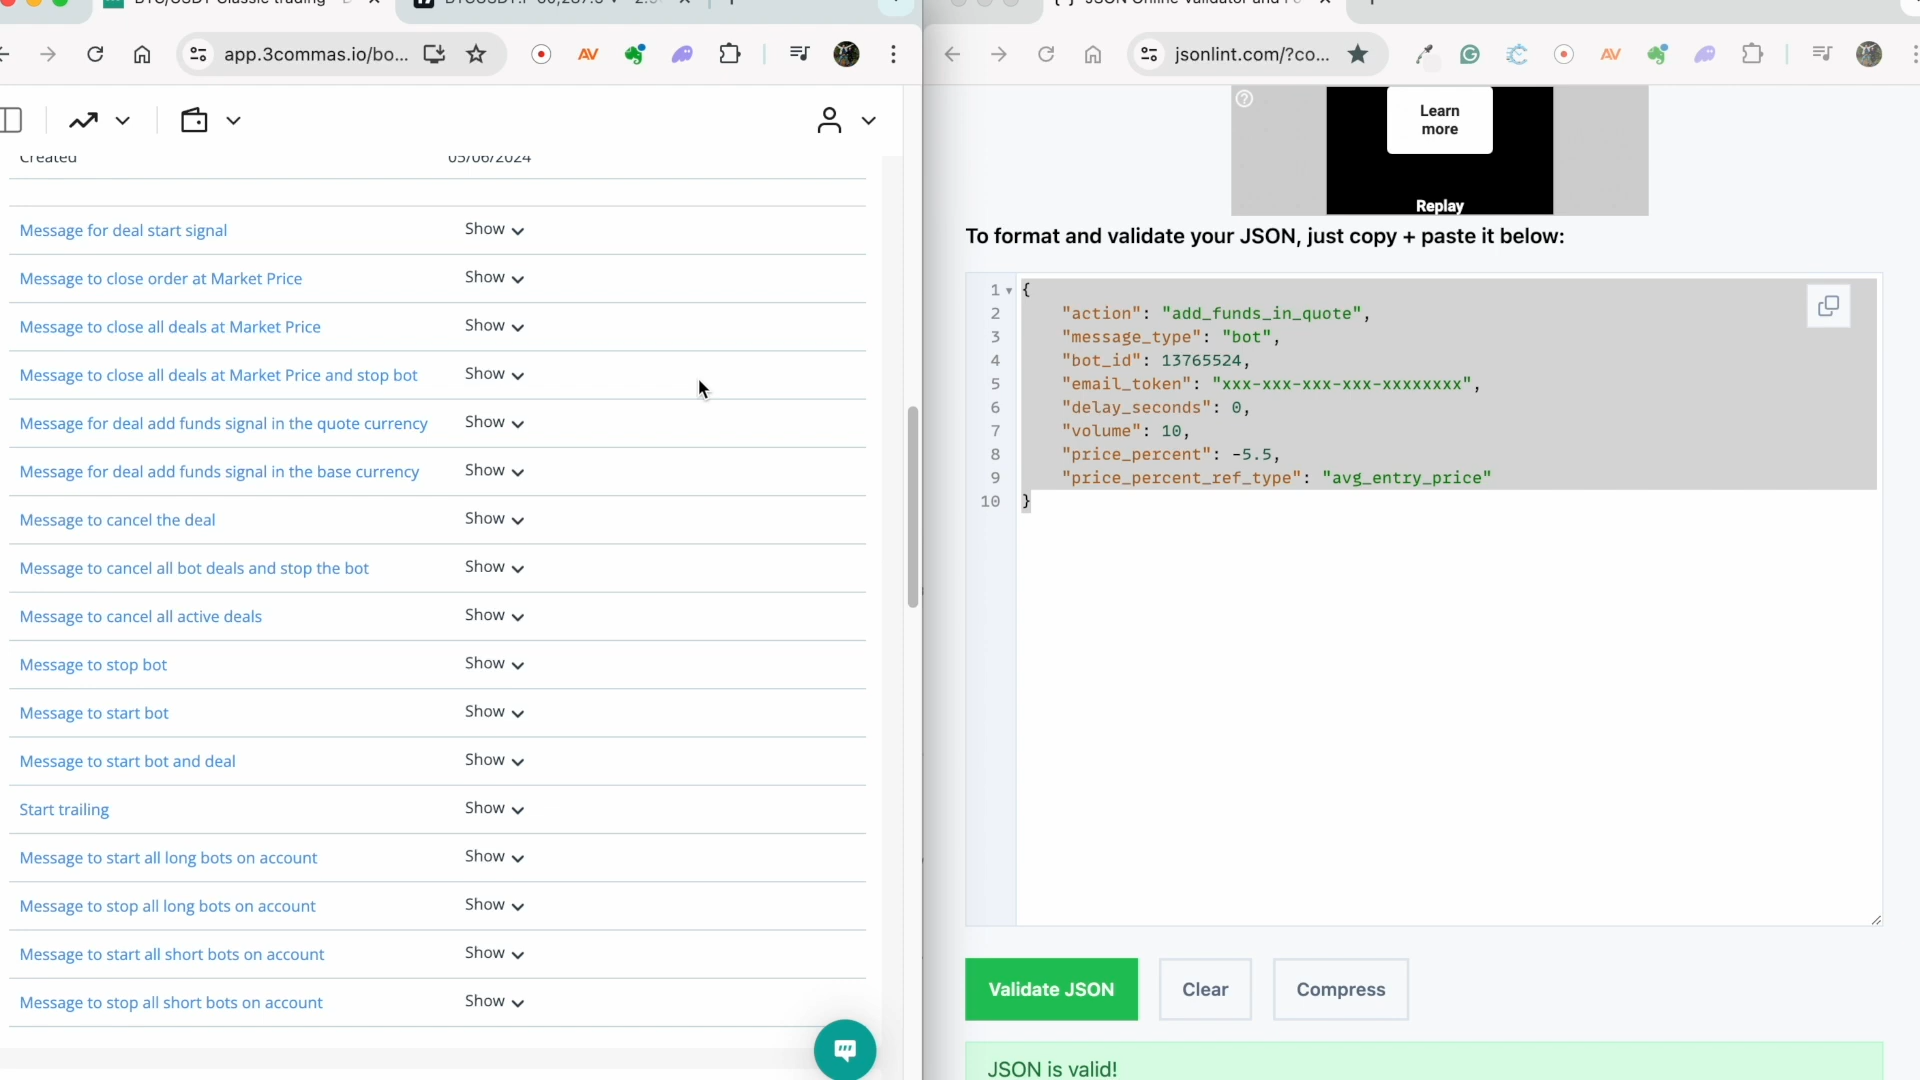 app.3commas.io/bo...
Created 05/06/2024
Message for deal start signal Show
Message to close order at Market Price Show
Message to close all deals at Market Price Show
Message to close all deals at Market Price and stop bot Show
Message for deal add funds signal in the quote currency Show
Message for deal add funds signal in the base currency Show
Message to cancel the deal Show
Message to cancel all bot deals and stop the bot Show
Message to cancel all active deals Show
Message to stop bot Show
Message to start bot Show
Message to start bot and deal Show
Start trailing Show
Message to start all long bots on account Show
Message to stop all long bots on account Show
Message to start all short bots on account Show
Message to stop all short bots on account Show
jsonlint.com/?co...
Learn
more
Replay
To format and validate your JSON, just copy + paste it below:
1 {
2 "action": "add_funds_in_quote",
3 "message_type": "bot",
4 "bot_id": 13765524,
5 "email_token": "xxx-xxx-xxx-xxx-xxxxxxxx",
6 "delay_seconds": 0,
7 "volume": 10,
8 "price_percent": -5.5,
9 "price_percent_ref_type": "avg_entry_price"
10 }
Validate JSON Clear Compress
JSON is valid!